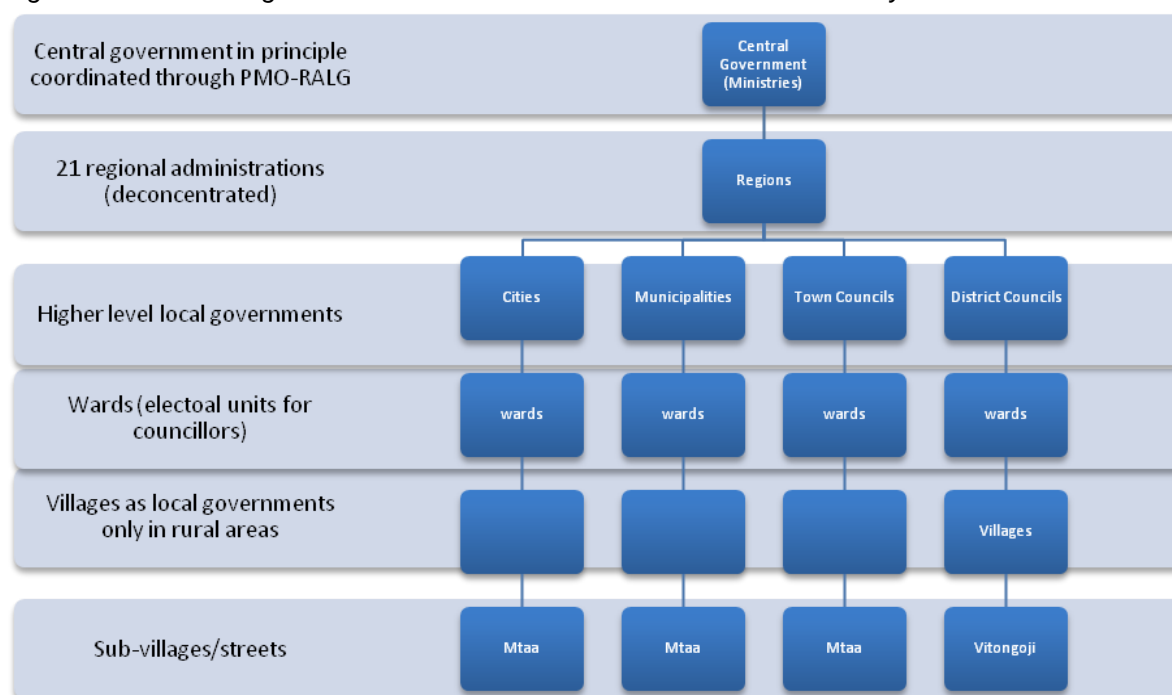 Central government in principle
coordinated through PMO-RALG
Central
Government
(Ministries)
21 regional administrations
(deconcentrated)
Regions
Higher level local governments
Cities
Municipalities
Town Councils
District Councils
Wards (electoal units for
councillors)
wards
wards
wards
wards
Villages as local governments
only in rural areas
Villages
Sub-villages/streets
Mtaa
Mtaa
Mtaa
Vitongoji